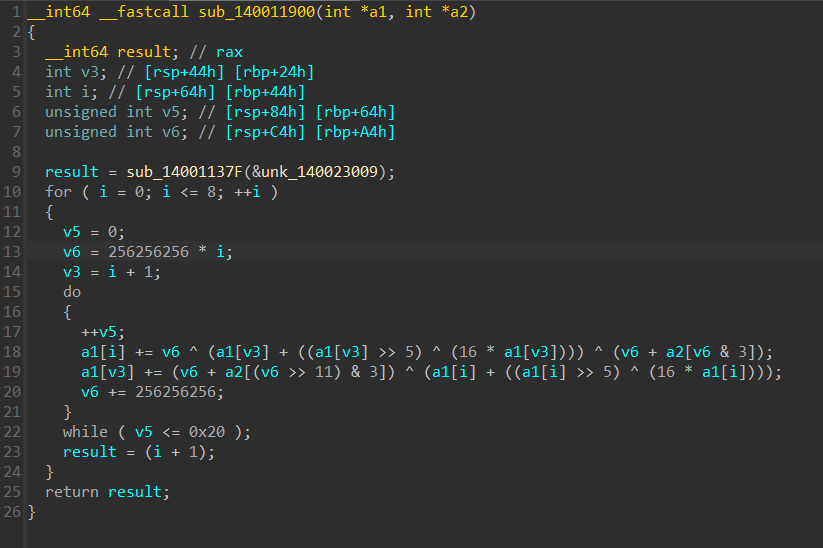 1 __int64 __fastcall sub_140011900(int *a1, int *a2)
2 {
3   __int64 result; // rax
4   int v3; // [rsp+44h] [rbp+24h]
5   int i; // [rsp+64h] [rbp+44h]
6   unsigned int v5; // [rsp+84h] [rbp+64h]
7   unsigned int v6; // [rsp+C4h] [rbp+A4h]
8
9   result = sub_14001137F(&unk_140023009);
10   for ( i = 0; i <= 8; ++i )
11   {
12     v5 = 0;
13     v6 = 256256256 * i;
14     v3 = i + 1;
15     do
16     {
17       ++v5;
18       a1[i] += v6 ^ (a1[v3] + ((a1[v3] >> 5) ^ (16 * a1[v3]))) ^ (v6 + a2[v6 & 3]);
19       a1[v3] += (v6 + a2[(v6 >> 11) & 3]) ^ (a1[i] + ((a1[i] >> 5) ^ (16 * a1[i])));
20       v6 += 256256256;
21     }
22     while ( v5 <= 0x20 );
23     result = (i + 1);
24   }
25   return result;
26 }